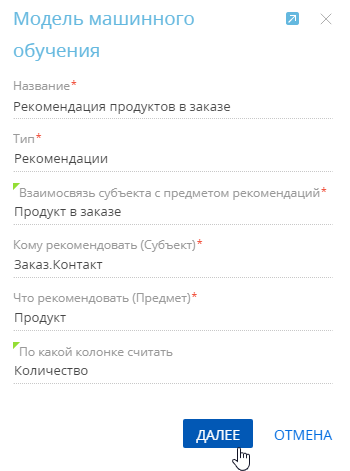 Модель машинного
обучения
Название*
Рекомендация продуктов в заказе
Тип*
Рекомендации
Взаимосвязь субъекта с предметом рекомендаций*
Продукт в заказе
Кому рекомендовать (Субъект)*
Заказ.Контакт
Что рекомендовать (Предмет)*
Продукт
По какой колонке считать
Количество
ДАЛЕЕ ОТМЕНА